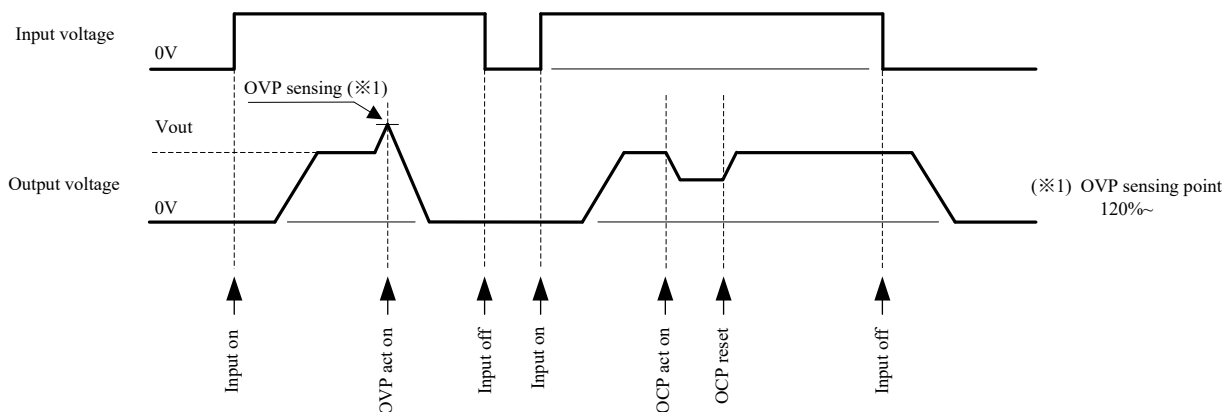 Input voltage
0V
OVP sensing (※1)
Vout
Output voltage
0V
(※1) OVP sensing point
120%~
Input on
OVP act on
Input off
Input on
OCP act on
OCP reset
Input off